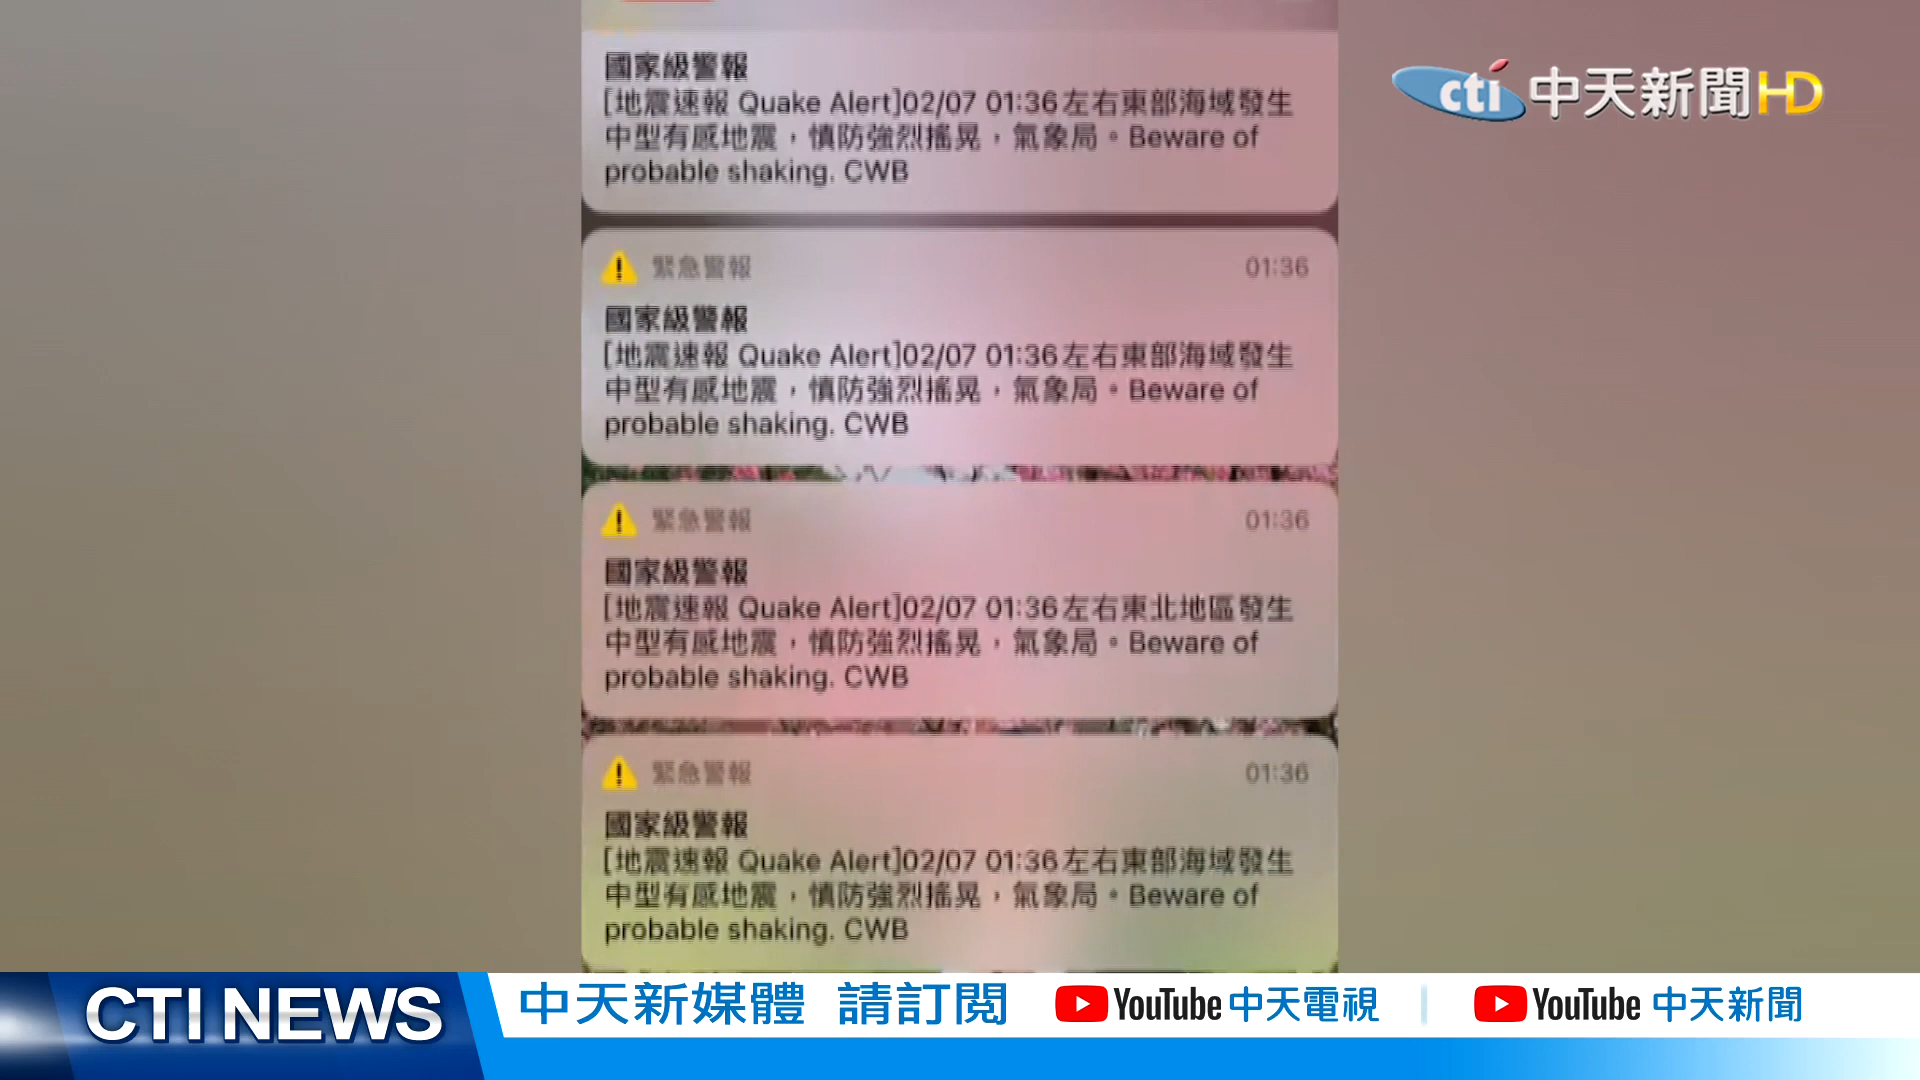 國家級警報
[地震速報 Quake Alert]02/07 01:36左右東部海域發生
中型有感地震，慎防強烈搖晃，氣象局。Beware of
probable shaking. CWB
cti 中天新聞HD
緊急警報 01:36
國家級警報
[地震速報 Quake Alert]02/07 01:36左右東部海域發生
中型有感地震，慎防強烈搖晃，氣象局。Beware of
probable shaking. CWB
緊急警報 01:36
國家級警報
[地震速報 Quake Alert]02/07 01:36左右東北地區發生
中型有感地震，慎防強烈搖晃，氣象局。Beware of
probable shaking. CWB
緊急警報 01:36
國家級警報
[地震速報 Quake Alert]02/07 01:36左右東部海域發生
中型有感地震，慎防強烈搖晃，氣象局。Beware of
probable shaking. CWB
CTI NEWS 中天新媒體 請訂閱 YouTube 中天電視 YouTube 中天新聞